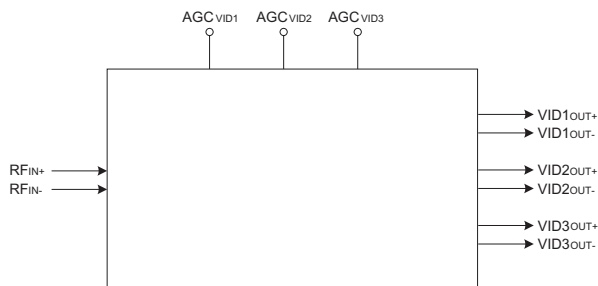 AGCVID1 AGCVID2 AGCVID3
VID1OUT+
VID1OUT-
RFIN+
VID2OUT+
RFIN-
VID2OUT-
VID3OUT+
VID3OUT-